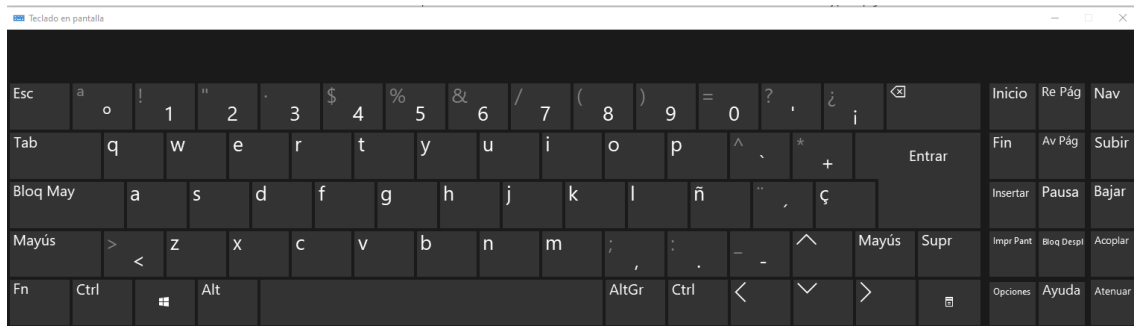 Teclado en pantalla
Esc ª º ! 1 " 2 · 3 $ 4 % 5 & 6 / 7 ( 8 ) 9 = 0 ? ' ¿ ¡ Inicio Re Pág Nav
Tab q w e r t y u i o p ^ ` * + Entrar Fin Av Pág Subir
Bloq May a s d f g h j k l ñ ¨ ´ ç Insertar Pausa Bajar
Mayús > < z x c v b n m ; , : . _ - Mayús Supr Impr Pant Bloq Despl Acoplar
Fn Ctrl Alt AltGr Ctrl Opciones Ayuda Atenuar